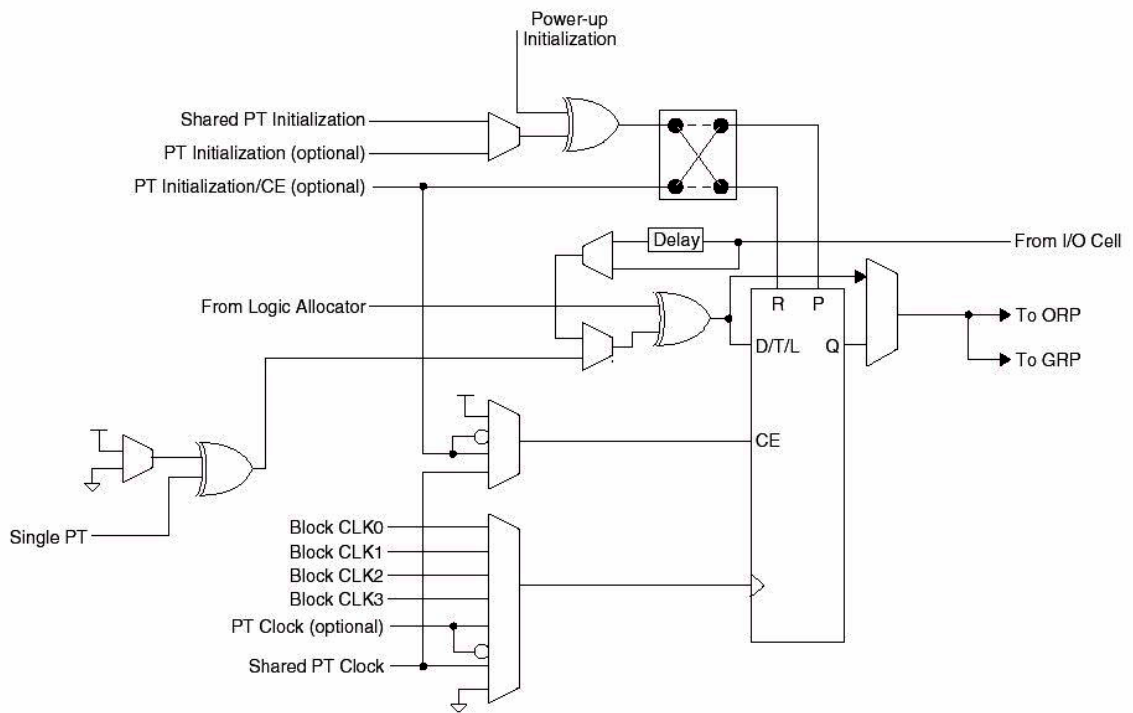 Power-up
Initialization
Shared PT Initialization
PT Initialization (optional)
PT Initialization/CE (optional)
Delay
From I/O Cell
From Logic Allocator
R P
To ORP
D/T/L Q
To GRP
CE
Single PT
Block CLK0
Block CLK1
Block CLK2
Block CLK3
PT Clock (optional)
Shared PT Clock